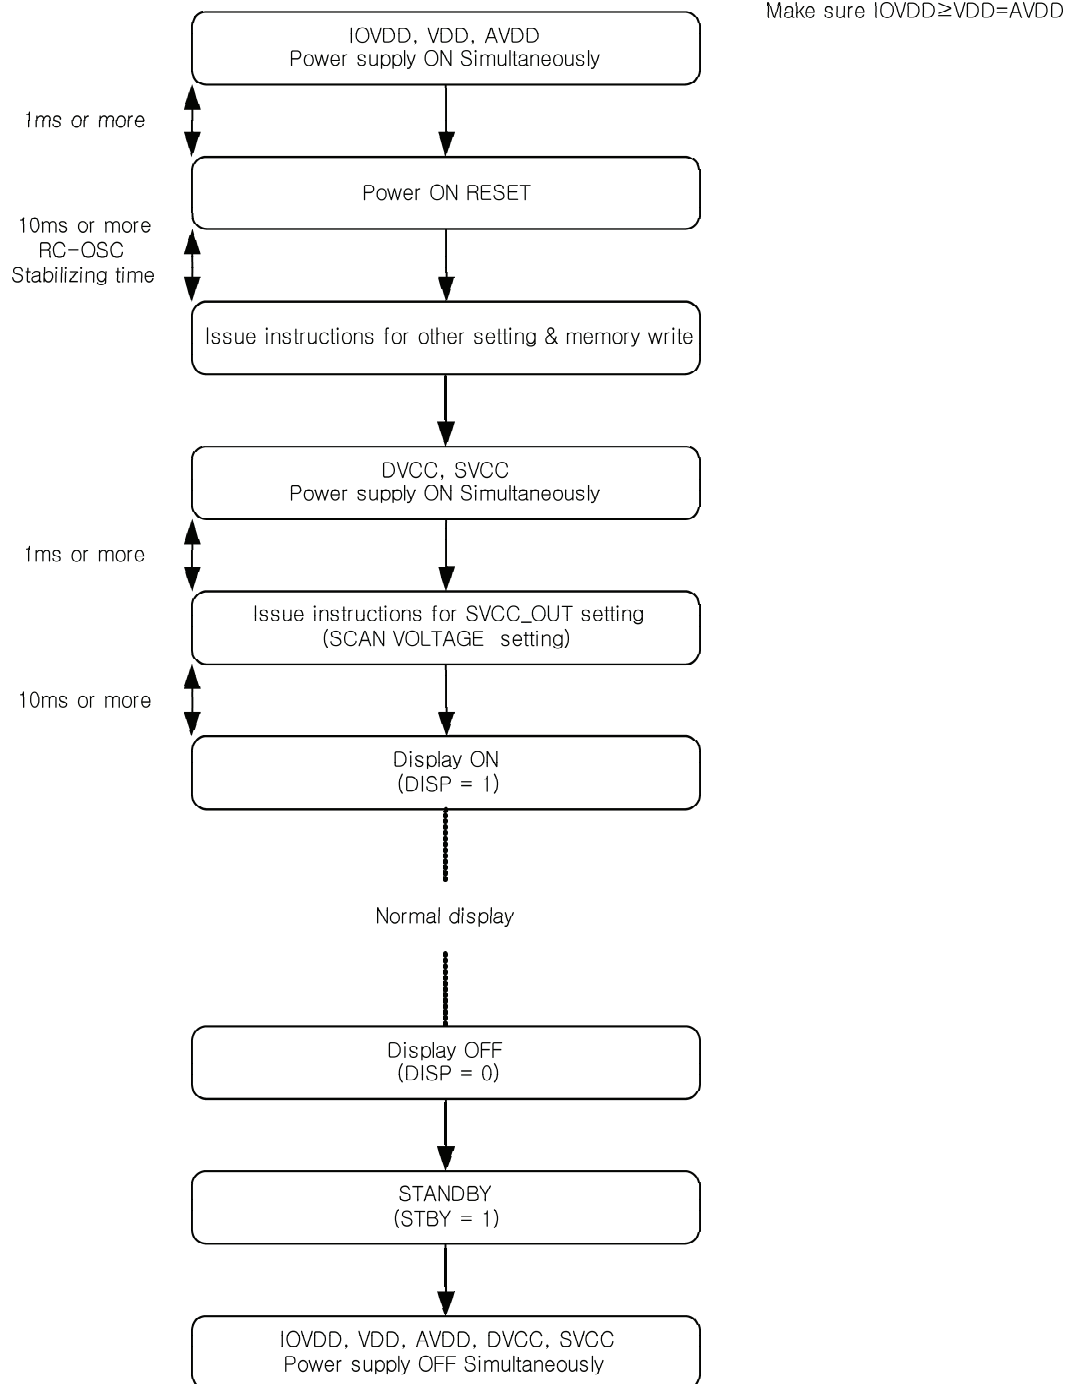 Make sure IOVDD≥VDD=AVDD
IOVDD, VDD, AVDD
Power supply ON Simultaneously
1ms or more
Power ON RESET
10ms or more
RC-OSC
Stabilizing time
Issue instructions for other setting & memory write
DVCC, SVCC
Power supply ON Simultaneously
1ms or more
Issue instructions for SVCC_OUT setting
(SCAN VOLTAGE setting)
10ms or more
Display ON
(DISP = 1)
Normal display
Display OFF
(DISP = 0)
STANDBY
(STBY = 1)
IOVDD, VDD, AVDD, DVCC, SVCC
Power supply OFF Simultaneously